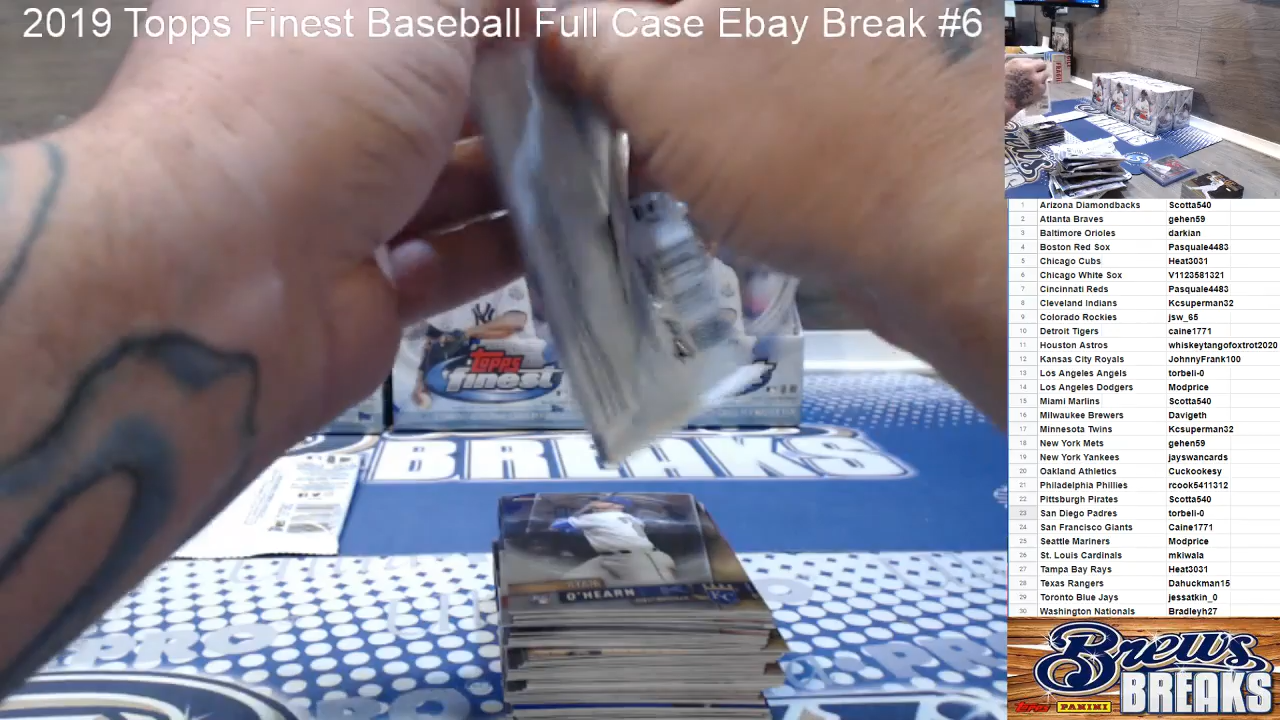 2019 Topps Finest Baseball Full Case Ebay Break #6
1 Arizona Diamondbacks Scotta540
2 Atlanta Braves gehen59
3 Baltimore Orioles darkian
4 Boston Red Sox Pasquale4483
5 Chicago Cubs Heat3031
6 Chicago White Sox V1123581321
7 Cincinnati Reds Pasquale4483
8 Cleveland Indians Kcsuperman32
9 Colorado Rockies jsw_65
10 Detroit Tigers caine1771
11 Houston Astros whiskeytangofoxtrot2020
12 Kansas City Royals JohnnyFrank100
13 Los Angeles Angels torbeli-0
14 Los Angeles Dodgers Modprice
15 Miami Marlins Scotta540
16 Milwaukee Brewers Davigeth
17 Minnesota Twins Kcsuperman32
18 New York Mets gehen59
19 New York Yankees jayswancards
20 Oakland Athletics Cuckookesy
21 Philadelphia Phillies rcook5411312
22 Pittsburgh Pirates Scotta540
23 San Diego Padres torbeli-0
24 San Francisco Giants Caine1771
25 Seattle Mariners Modprice
26 St. Louis Cardinals mkiwala
27 Tampa Bay Rays Heat3031
28 Texas Rangers Dahuckman15
29 Toronto Blue Jays jessatkin_0
30 Washington Nationals Bradleyh27
TOPPS
finest
BREAKS
O'HEARN
KC
Brews
BREAKS
Topps PANINI